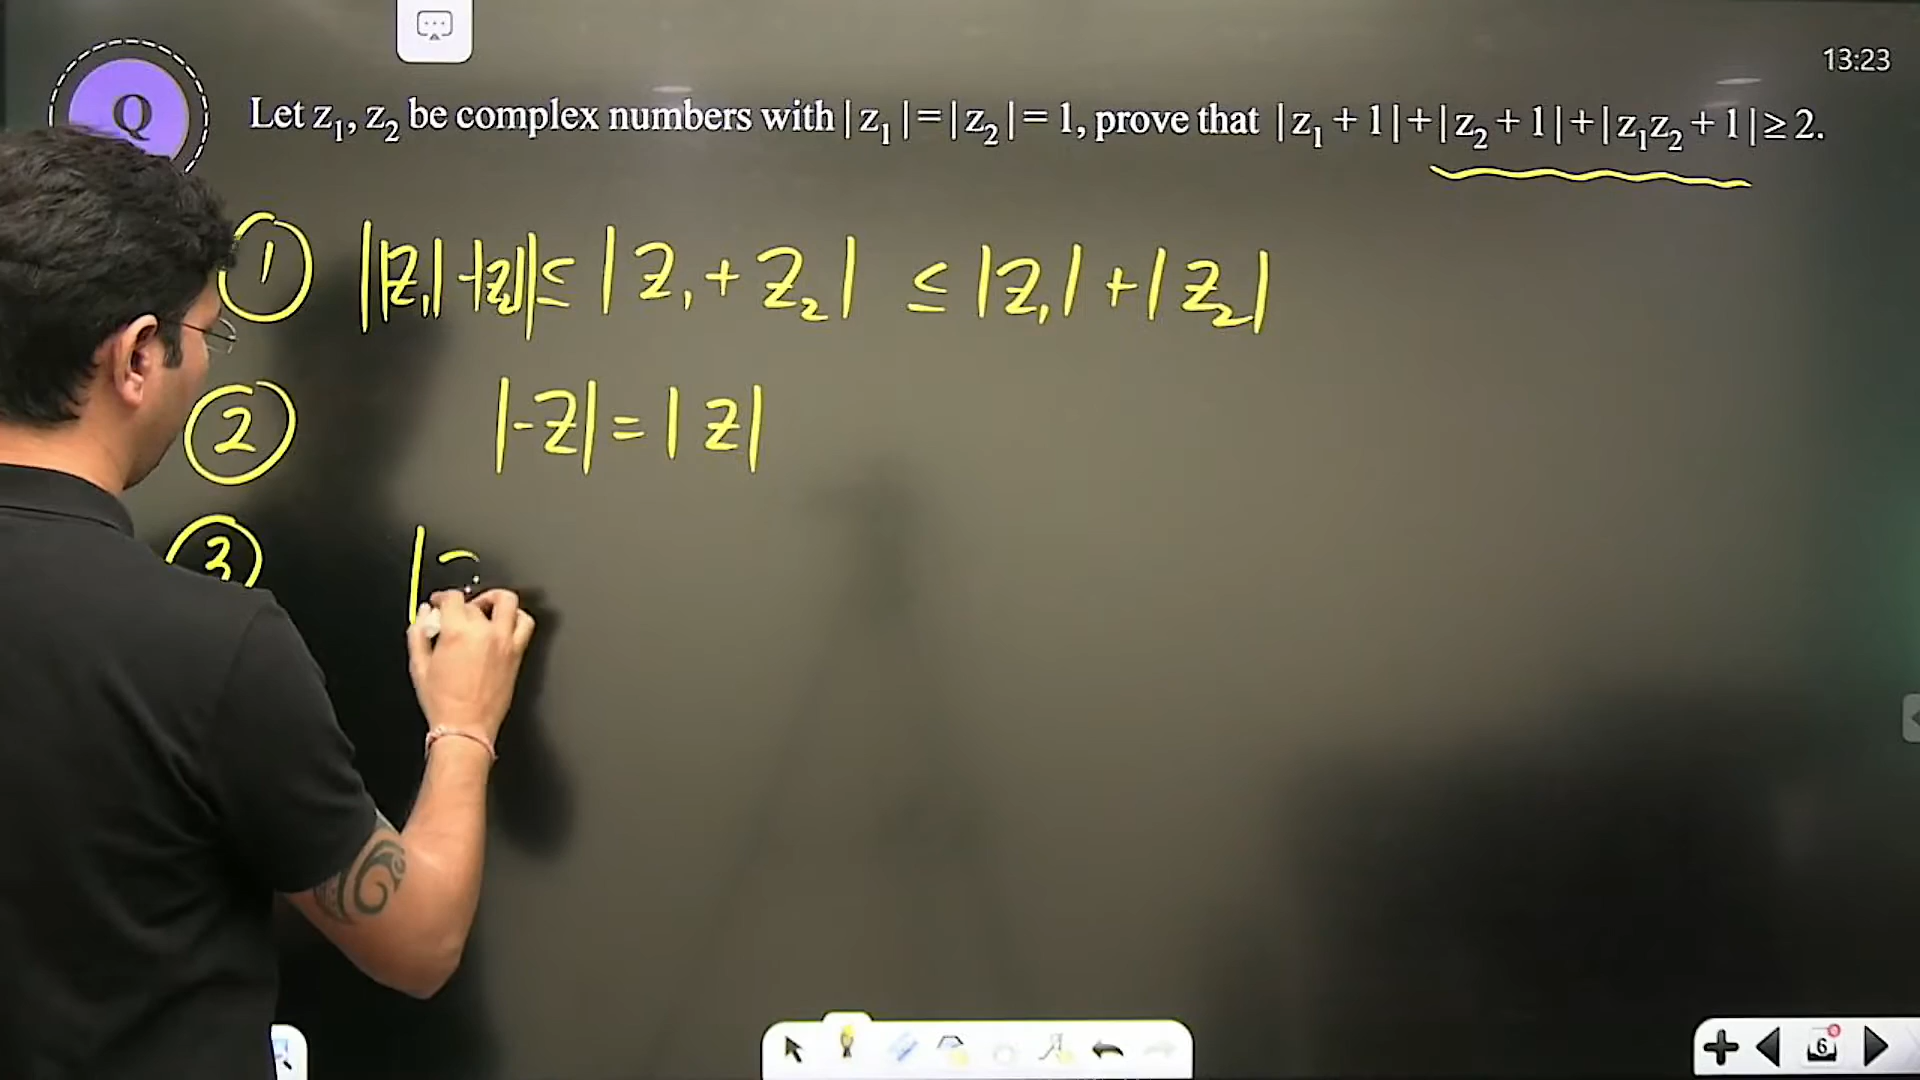 13:23
Q
Let z₁, z₂ be complex numbers with |z₁|=|z₂|=1, prove that |z₁+1|+|z₂+1|+|z₁z₂+1|≥2.
1 ||z₁|-|z₂||≤ |z₁+z₂| ≤|z₁|+|z₂|
2 |-z|=|z|
3
6